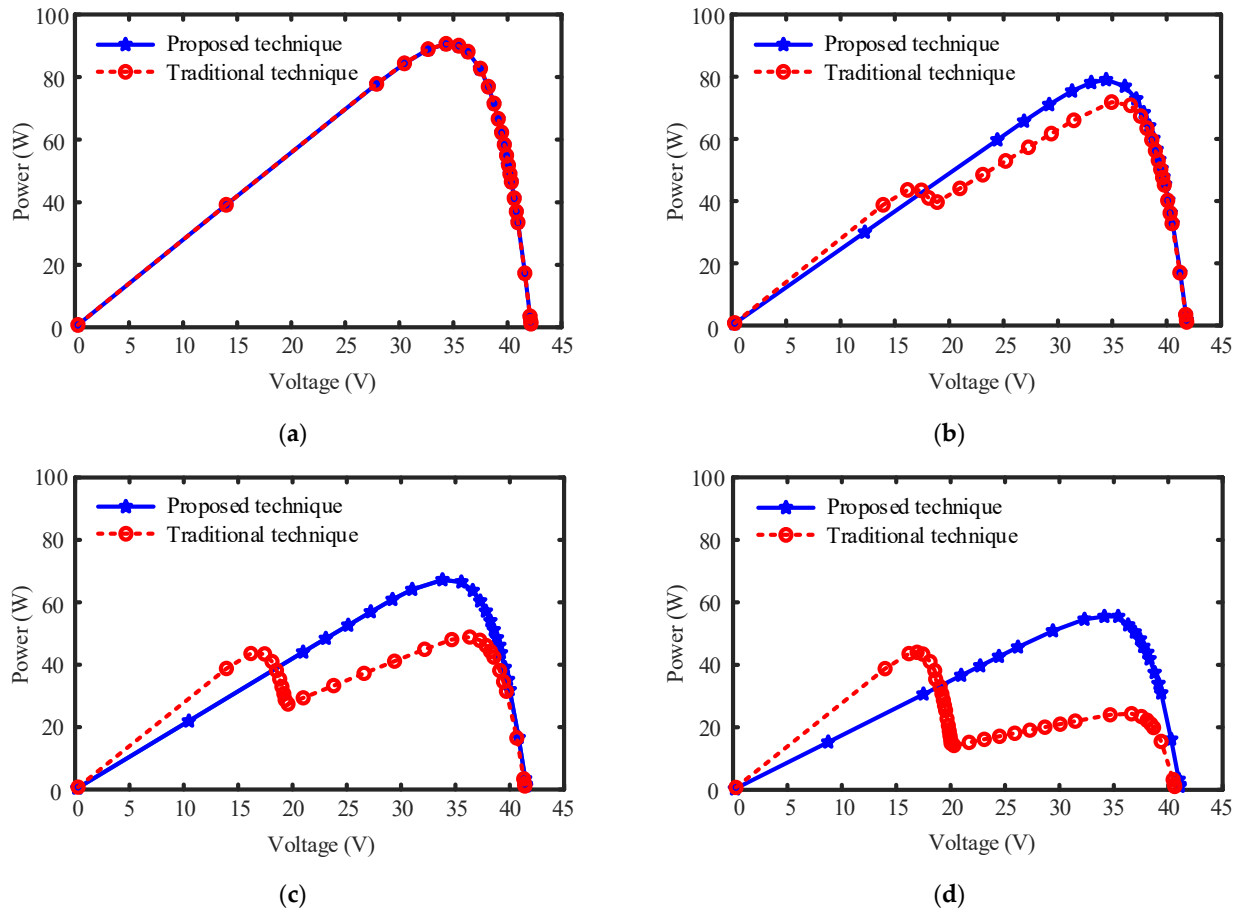 100
80
60
40
20
0
Power (W)
Proposed technique
Traditional technique
0 5 10 15 20 25 30 35 40 45
Voltage (V)
(a)
100
80
60
40
20
0
Power (W)
Proposed technique
Traditional technique
0 5 10 15 20 25 30 35 40 45
Voltage (V)
(b)
100
80
60
40
20
0
Power (W)
Proposed technique
Traditional technique
0 5 10 15 20 25 30 35 40 45
Voltage (V)
(c)
100
80
60
40
20
0
Power (W)
Proposed technique
Traditional technique
0 5 10 15 20 25 30 35 40 45
Voltage (V)
(d)